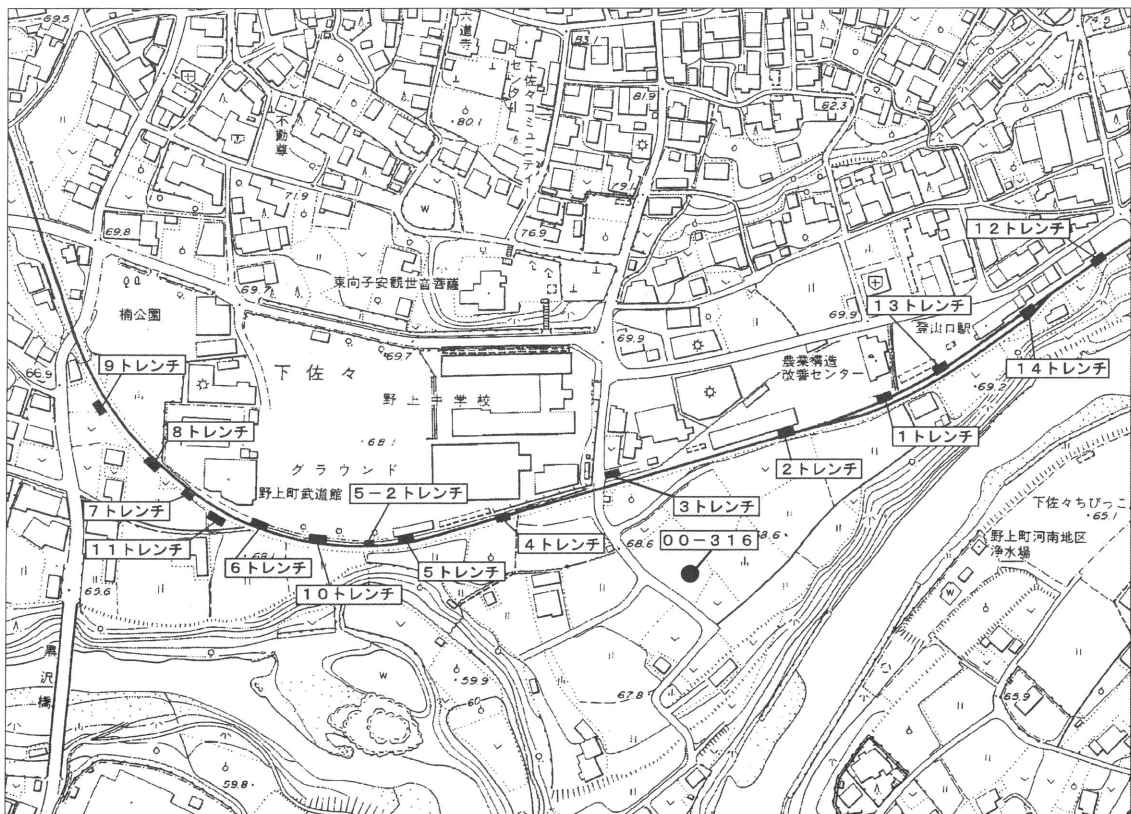 69.5
六道寺
下佐々コミュニティセンター
74.5
81.9
62.3
80.1
不動尊
71.9
79.1
76.9
W
69.8
69.7
東向子安観世音菩薩
楠公園
12トレンチ
13トレンチ
登山口駅
69.9
69.9
69.7
農業構造
改善センター
14トレンチ
69.2
66.9
9トレンチ
下佐々
野上中学校
8トレンチ
68.1
グラウンド
1トレンチ
2トレンチ
野上町武道館
5-2トレンチ
7トレンチ
3トレンチ
下佐々ちびっこ
65.1
11トレンチ
6トレンチ
68.1
10トレンチ
5トレンチ
4トレンチ
68.6
00-316
68.6
野上町河南地区
浄水場
W
65.6
黒沢橋
W
59.9
67.8
65.9
59.8